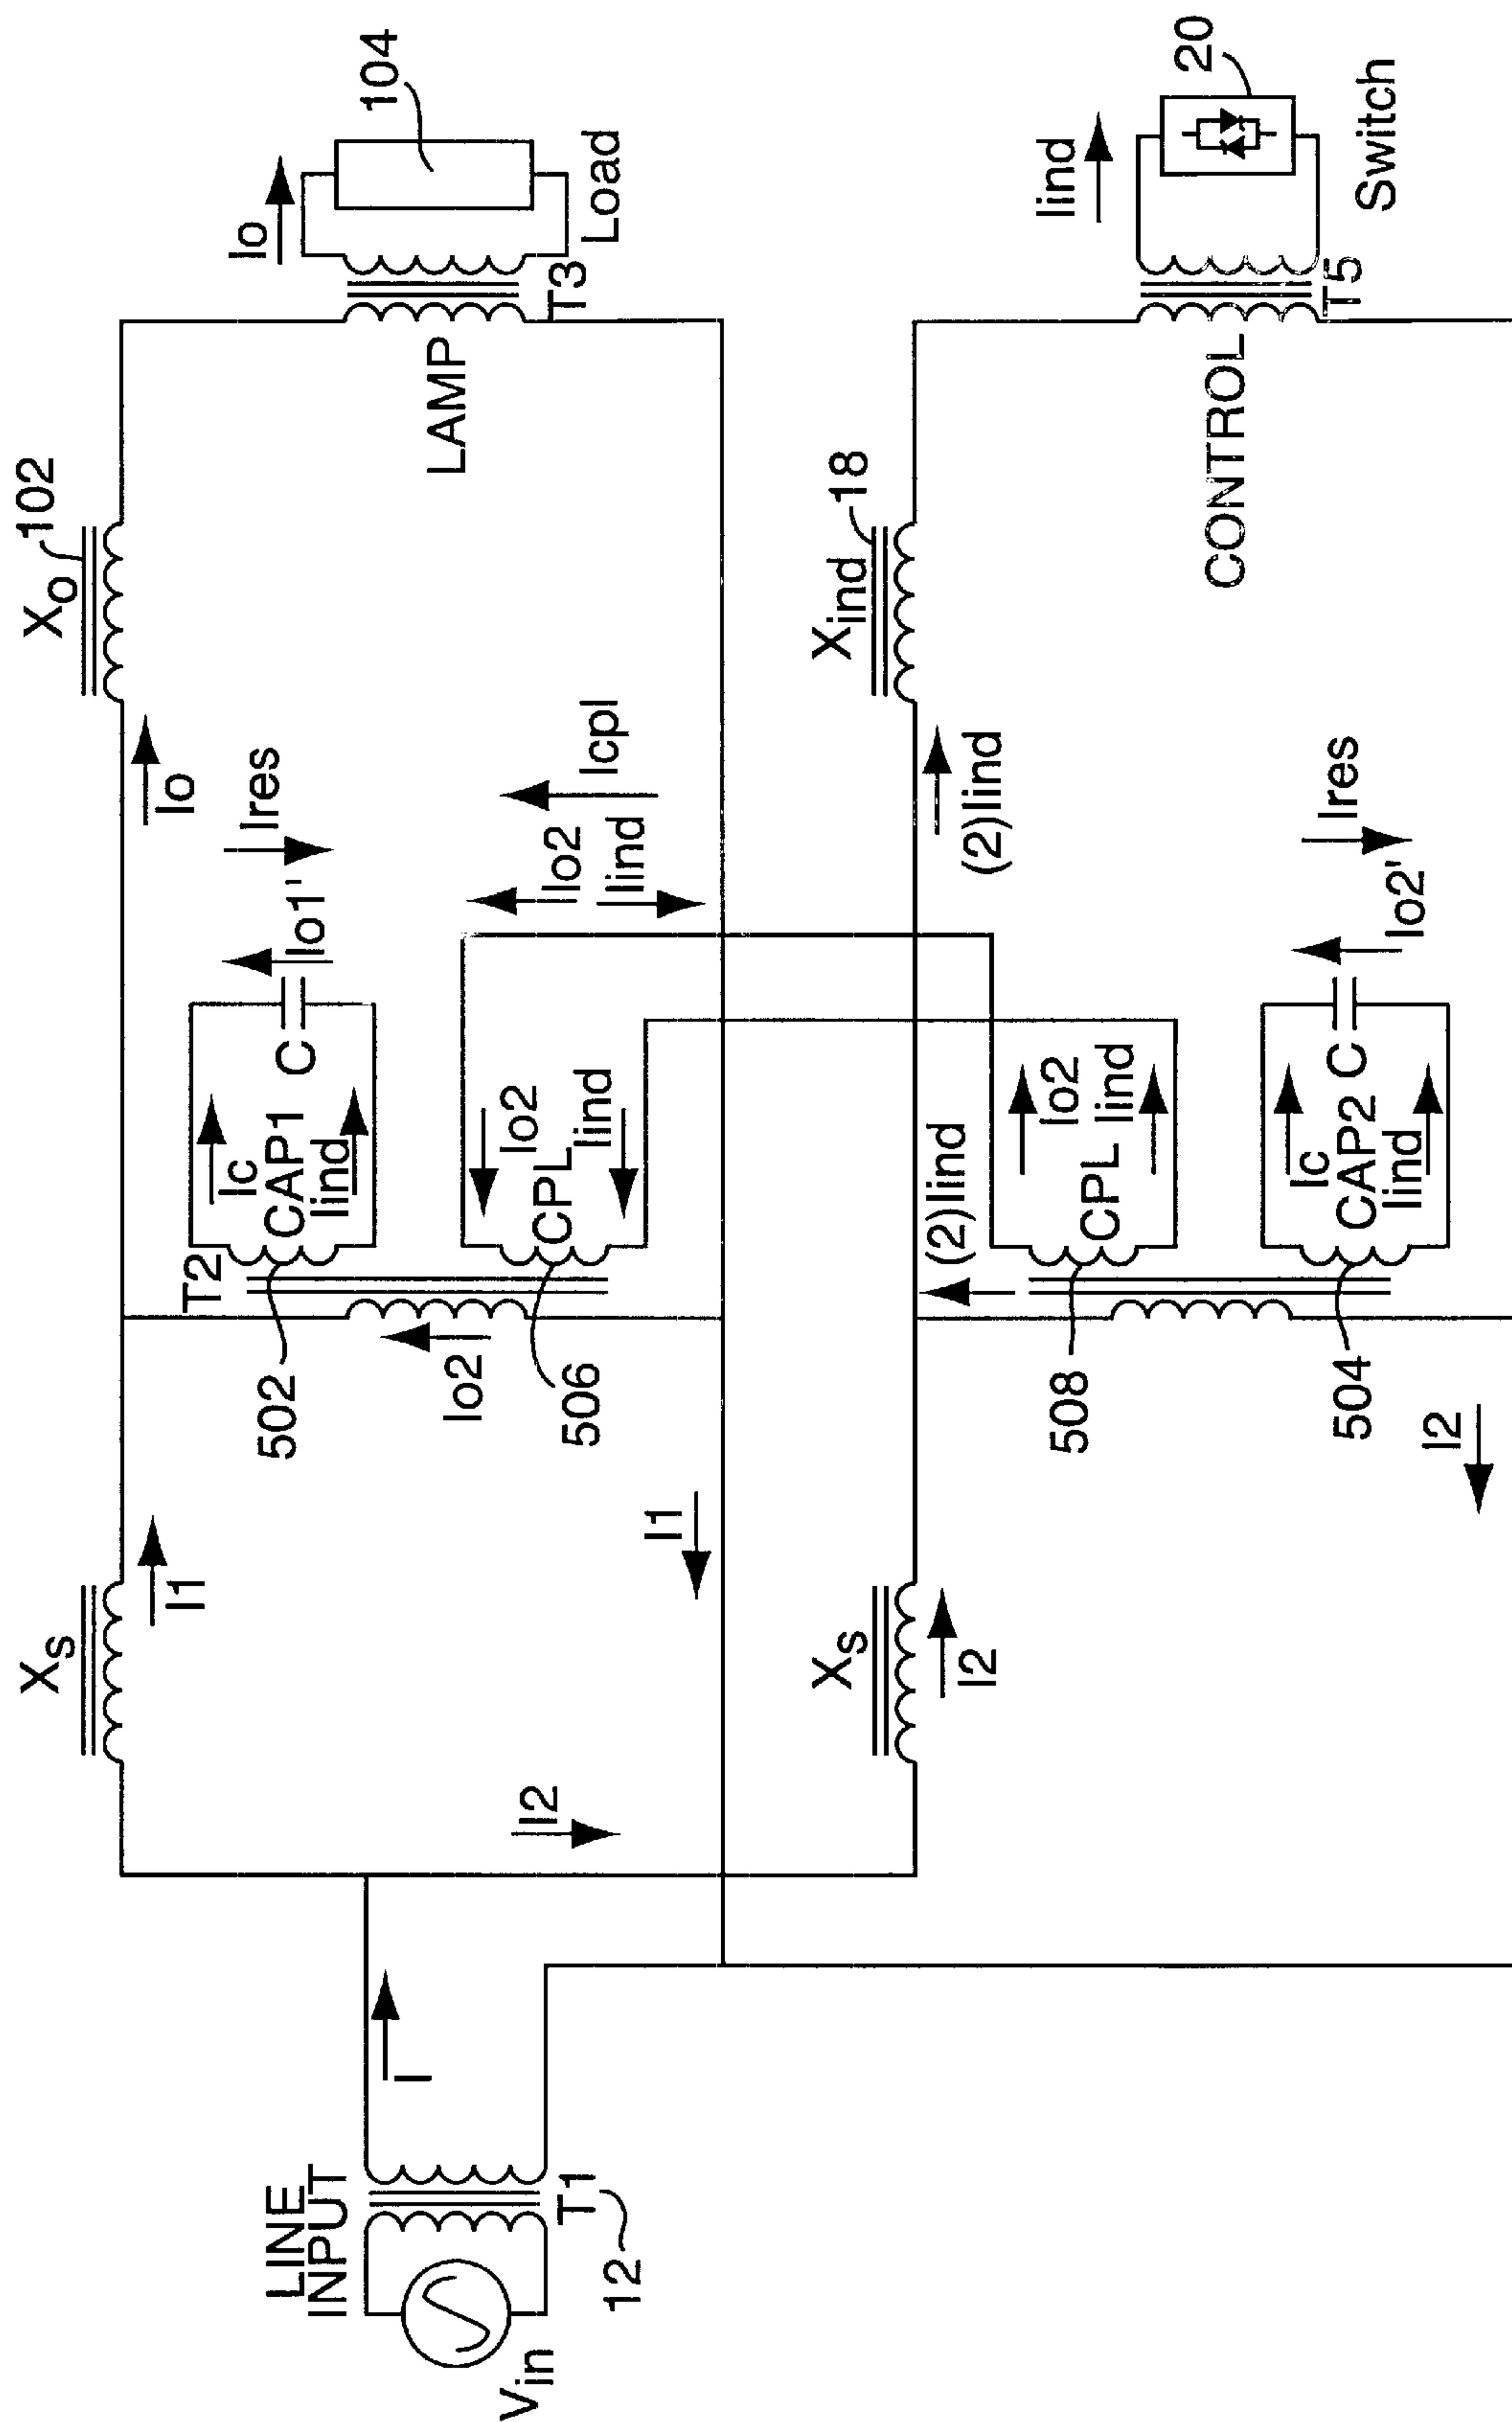 LINE
INPUT
Vin
T1
12
I
I2
Xs
I1
T2
502
Ic
CAP1
Iind
C
Io1'
Ires
Io
Xo
102
Io
104
Load
T3
LAMP
Io2
506
Io2
CPL
Iind
Io2
Iind
Icpl
I1
Xs
I2
(2)Iind
508
CPL
Io2
Iind
(2)Iind
Xind
18
Iind
20
Switch
T5
CONTROL
504
Ic
CAP2
Iind
C
Io2'
Ires
I2